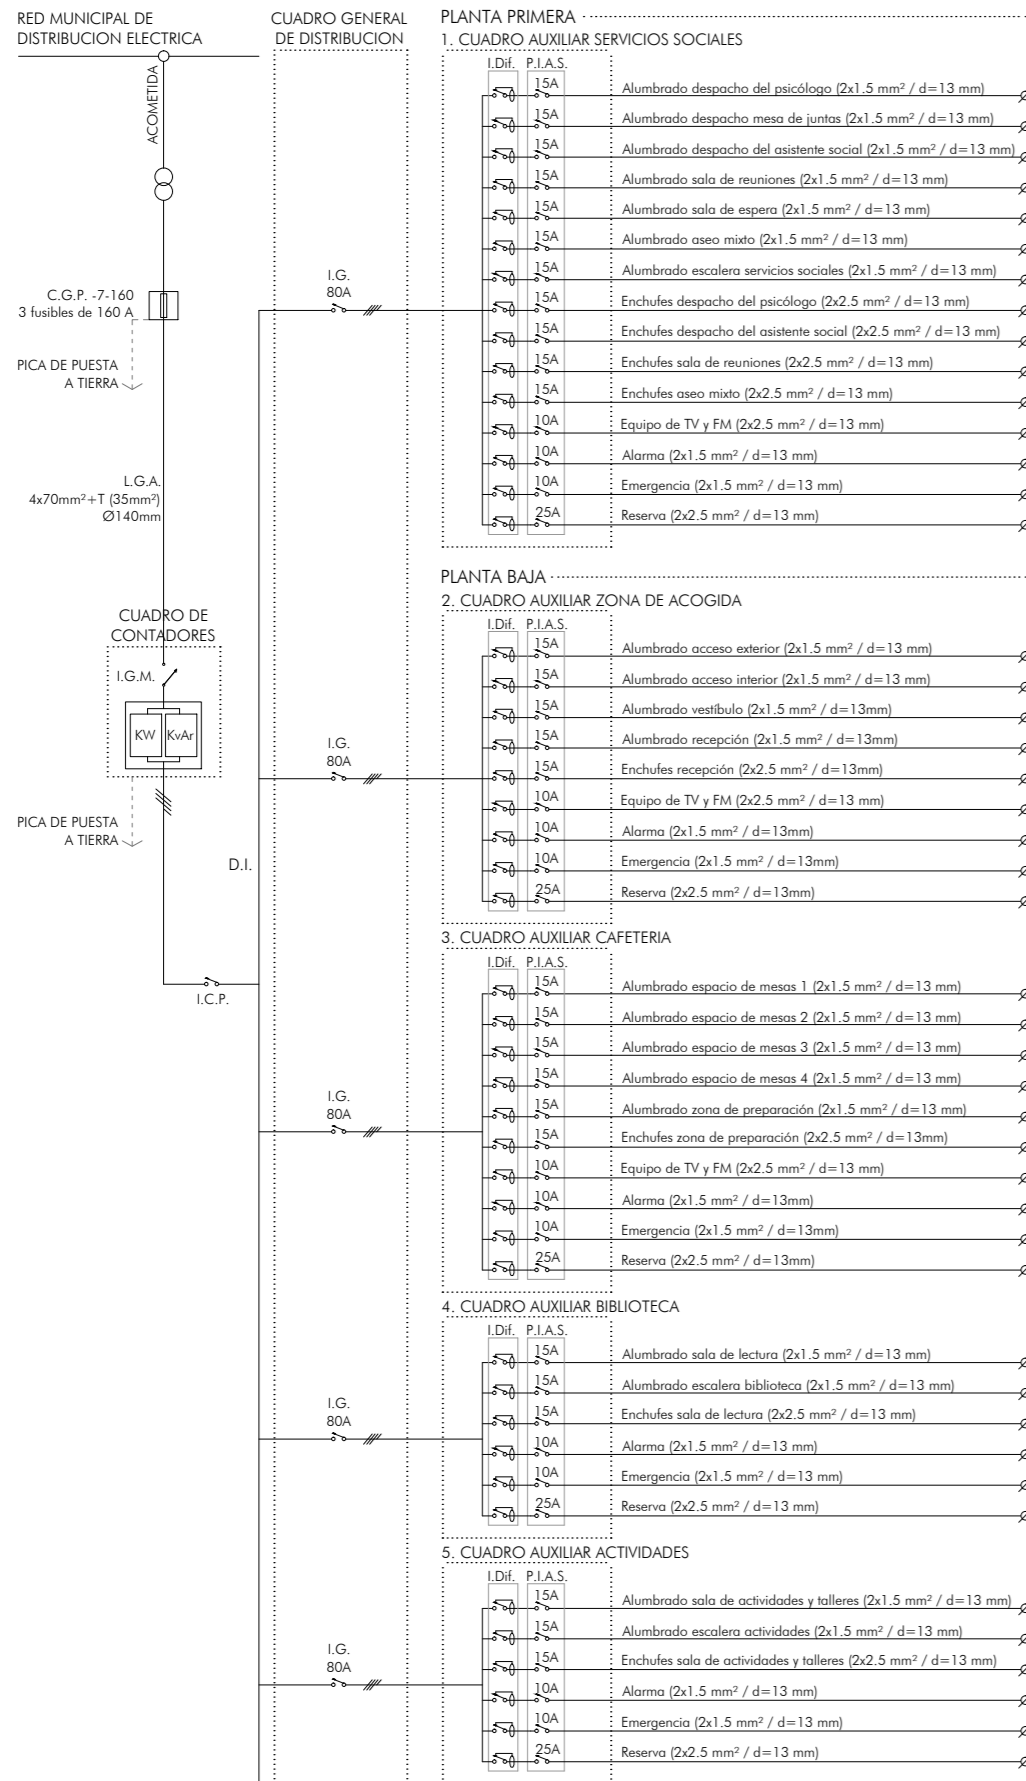 RED MUNICIPAL DE
DISTRIBUCION ELECTRICA
ACOMETIDA
C.G.P. -7-160
3 fusibles de 160 A
PICA DE PUESTA
A TIERRA
L.G.A.
4x70mm²+T (35mm²)
Ø140mm
CUADRO DE
CONTADORES
I.G.M.
KW KvAr
PICA DE PUESTA
A TIERRA
D.I.
I.C.P.
CUADRO GENERAL
DE DISTRIBUCION
I.G.
80A
I.G.
80A
I.G.
80A
I.G.
80A
I.G.
80A
PLANTA PRIMERA
1. CUADRO AUXILIAR SERVICIOS SOCIALES
I.Dif. P.I.A.S.
15A Alumbrado despacho del psicólogo (2x1.5 mm² / d=13 mm)
15A Alumbrado despacho mesa de juntas (2x1.5 mm² / d=13 mm)
15A Alumbrado despacho del asistente social (2x1.5 mm² / d=13 mm)
15A Alumbrado sala de reuniones (2x1.5 mm² / d=13 mm)
15A Alumbrado sala de espera (2x1.5 mm² / d=13 mm)
15A Alumbrado aseo mixto (2x1.5 mm² / d=13 mm)
15A Alumbrado escalera servicios sociales (2x1.5 mm² / d=13 mm)
15A Enchufes despacho del psicólogo (2x2.5 mm² / d=13 mm)
15A Enchufes despacho del asistente social (2x2.5 mm² / d=13 mm)
15A Enchufes sala de reuniones (2x2.5 mm² / d=13 mm)
15A Enchufes aseo mixto (2x2.5 mm² / d=13 mm)
10A Equipo de TV y FM (2x2.5 mm² / d=13 mm)
10A Alarma (2x1.5 mm² / d=13 mm)
10A Emergencia (2x1.5 mm² / d=13 mm)
25A Reserva (2x2.5 mm² / d=13 mm)
PLANTA BAJA
2. CUADRO AUXILIAR ZONA DE ACOGIDA
I.Dif. P.I.A.S.
15A Alumbrado acceso exterior (2x1.5 mm² / d=13 mm)
15A Alumbrado acceso interior (2x1.5 mm² / d=13 mm)
15A Alumbrado vestíbulo (2x1.5 mm² / d=13mm)
15A Alumbrado recepción (2x1.5 mm² / d=13mm)
15A Enchufes recepción (2x2.5 mm² / d=13mm)
10A Equipo de TV y FM (2x2.5 mm² / d=13 mm)
10A Alarma (2x1.5 mm² / d=13mm)
10A Emergencia (2x1.5 mm² / d=13mm)
25A Reserva (2x2.5 mm² / d=13mm)
3. CUADRO AUXILIAR CAFETERIA
I.Dif. P.I.A.S.
15A Alumbrado espacio de mesas 1 (2x1.5 mm² / d=13 mm)
15A Alumbrado espacio de mesas 2 (2x1.5 mm² / d=13 mm)
15A Alumbrado espacio de mesas 3 (2x1.5 mm² / d=13 mm)
15A Alumbrado espacio de mesas 4 (2x1.5 mm² / d=13 mm)
15A Alumbrado zona de preparación (2x1.5 mm² / d=13 mm)
15A Enchufes zona de preparación (2x2.5 mm² / d=13mm)
10A Equipo de TV y FM (2x2.5 mm² / d=13 mm)
10A Alarma (2x1.5 mm² / d=13mm)
10A Emergencia (2x1.5 mm² / d=13mm)
25A Reserva (2x2.5 mm² / d=13mm)
4. CUADRO AUXILIAR BIBLIOTECA
I.Dif. P.I.A.S.
15A Alumbrado sala de lectura (2x1.5 mm² / d=13 mm)
15A Alumbrado escalera biblioteca (2x1.5 mm² / d=13 mm)
15A Enchufes sala de lectura (2x2.5 mm² / d=13 mm)
10A Alarma (2x1.5 mm² / d=13 mm)
10A Emergencia (2x1.5 mm² / d=13 mm)
25A Reserva (2x2.5 mm² / d=13 mm)
5. CUADRO AUXILIAR ACTIVIDADES
I.Dif. P.I.A.S.
15A Alumbrado sala de actividades y talleres (2x1.5 mm² / d=13 mm)
15A Alumbrado escalera actividades (2x1.5 mm² / d=13 mm)
15A Enchufes sala de actividades y talleres (2x2.5 mm² / d=13 mm)
10A Alarma (2x1.5 mm² / d=13 mm)
10A Emergencia (2x1.5 mm² / d=13 mm)
25A Reserva (2x2.5 mm² / d=13 mm)